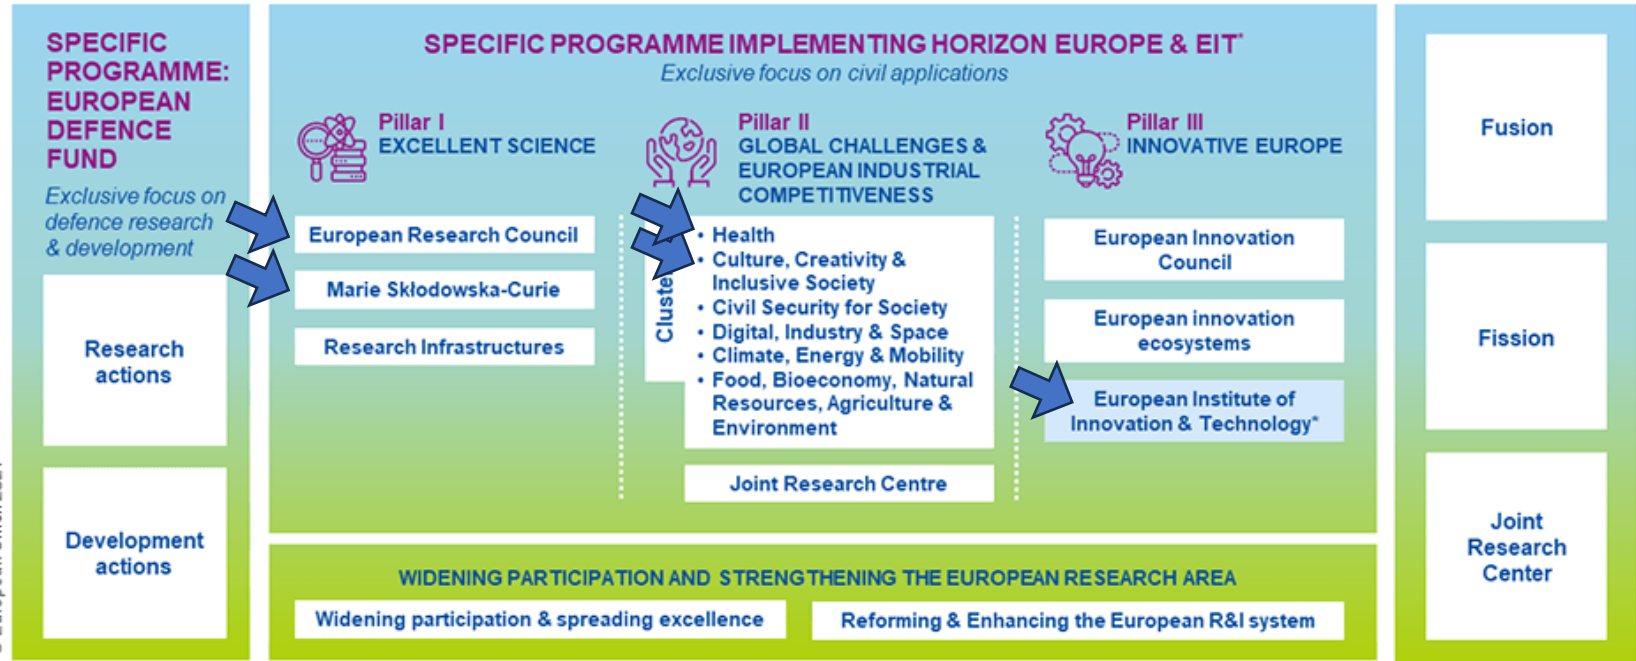 SPECIFIC
PROGRAMME:
EUROPEAN
DEFENCE
FUND
Exclusive focus on
defence research
& development
Research
actions
Development
actions
SPECIFIC PROGRAMME IMPLEMENTING HORIZON EUROPE & EIT*
Exclusive focus on civil applications
Pillar I
EXCELLENT SCIENCE
European Research Council
Marie Skłodowska-Curie
Research Infrastructures
Pillar II
GLOBAL CHALLENGES &
EUROPEAN INDUSTRIAL
COMPETITIVENESS
• Health
• Culture, Creativity &
Inclusive Society
• Civil Security for Society
• Digital, Industry & Space
• Climate, Energy & Mobility
• Food, Bioeconomy, Natural
Resources, Agriculture &
Environment
Joint Research Centre
Pillar III
INNOVATIVE EUROPE
European Innovation
Council
European innovation
ecosystems
European Institute of
Innovation & Technology*
WIDENING PARTICIPATION AND STRENGTHENING THE EUROPEAN RESEARCH AREA
Widening participation & spreading excellence
Reforming & Enhancing the European R&I system
Fusion
Fission
Joint
Research
Center